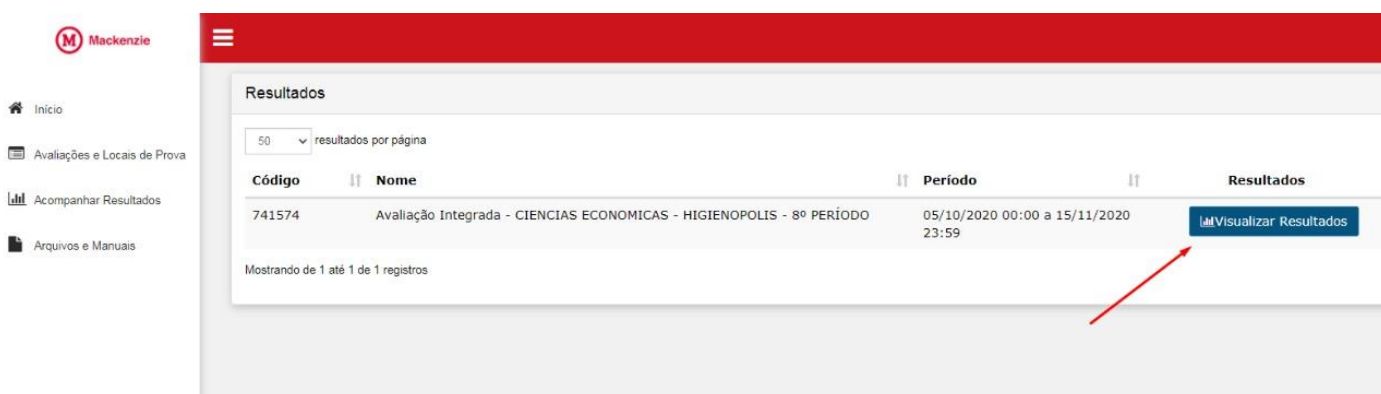 M Mackenzie
Início
Avaliações e Locais de Prova
Acompanhar Resultados
Arquivos e Manuais
Resultados
50 resultados por página
Código Nome Período Resultados
741574 Avaliação Integrada - CIENCIAS ECONOMICAS - HIGIENOPOLIS - 8º PERÍODO 05/10/2020 00:00 a 15/11/2020 Visualizar Resultados
23:59
Mostrando de 1 até 1 de 1 registros